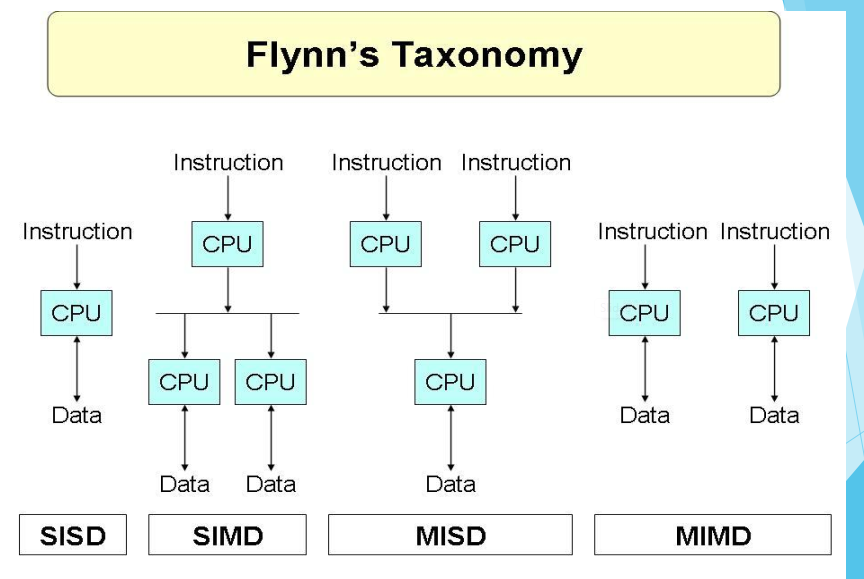 Flynn's Taxonomy
Instruction
Instruction Instruction
CPU
CPU CPU
Instruction
Instruction Instruction
CPU
CPU CPU
CPU CPU
CPU
Data
Data Data
Data Data
Data
SISD
SIMD
MISD
MIMD